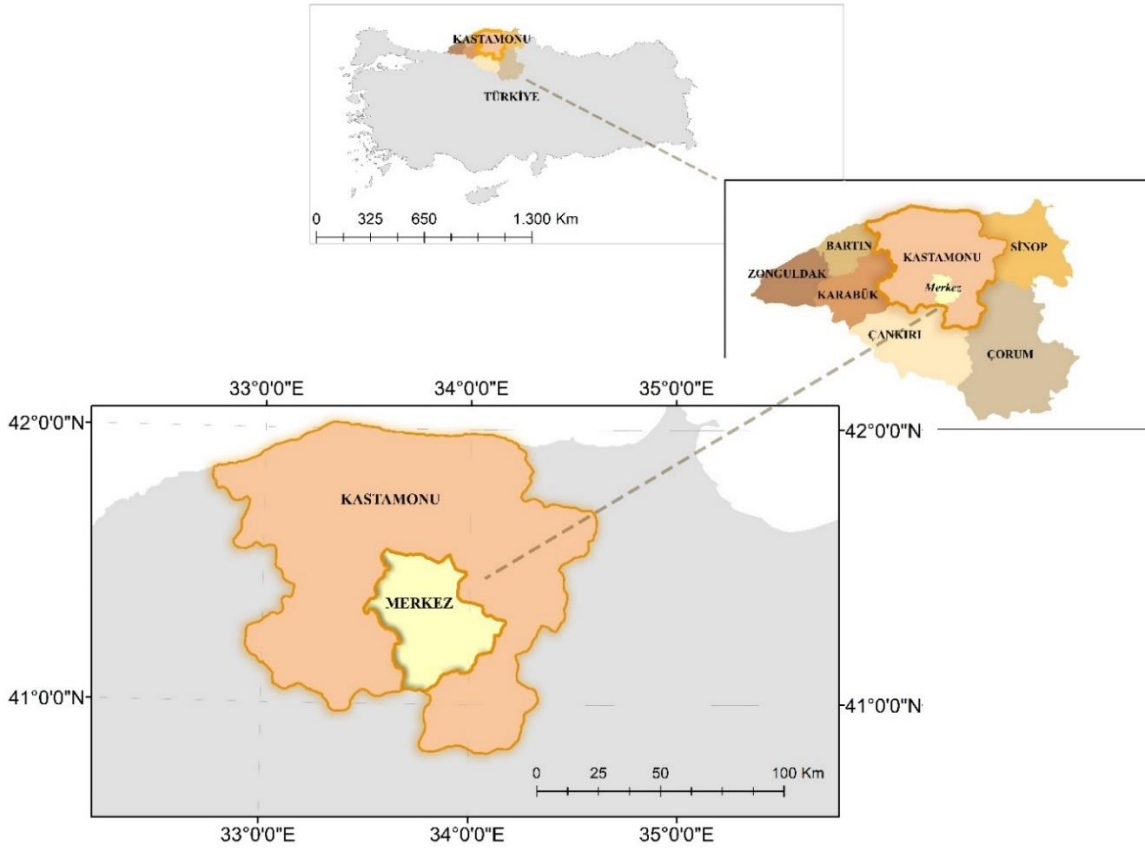 KASTAMONU
TÜRKİYE
0 325 650 1.300 Km
BARTIN
SİNOP
KASTAMONU
ZONGULDAK
Merkez
KARABÜK
ÇANKIRI
ÇORUM
33°0'0"E 34°0'0"E 35°0'0"E
42°0'0"N 42°0'0"N
KASTAMONU
MERKEZ
41°0'0"N 41°0'0"N
0 25 50 100 Km
33°0'0"E 34°0'0"E 35°0'0"E